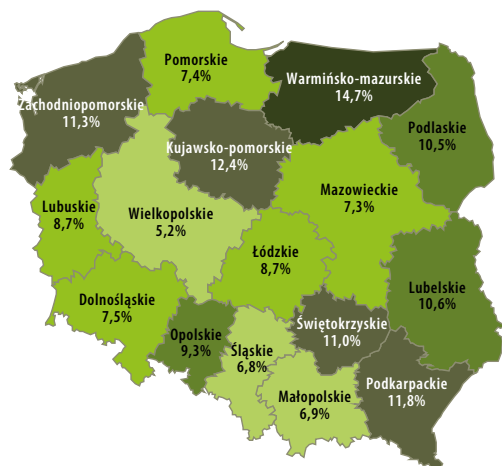 Pomorskie
7,4%
Warmińsko-mazurskie
14,7%
Zachodniopomorskie
11,3%
Podlaskie
10,5%
Kujawsko-pomorskie
12,4%
Mazowieckie
7,3%
Lubuskie
8,7%
Wielkopolskie
5,2%
Łódzkie
8,7%
Lubelskie
10,6%
Dolnośląskie
7,5%
Opolskie
9,3%
Śląskie
6,8%
Świętokrzyskie
11,0%
Małopolskie
6,9%
Podkarpackie
11,8%